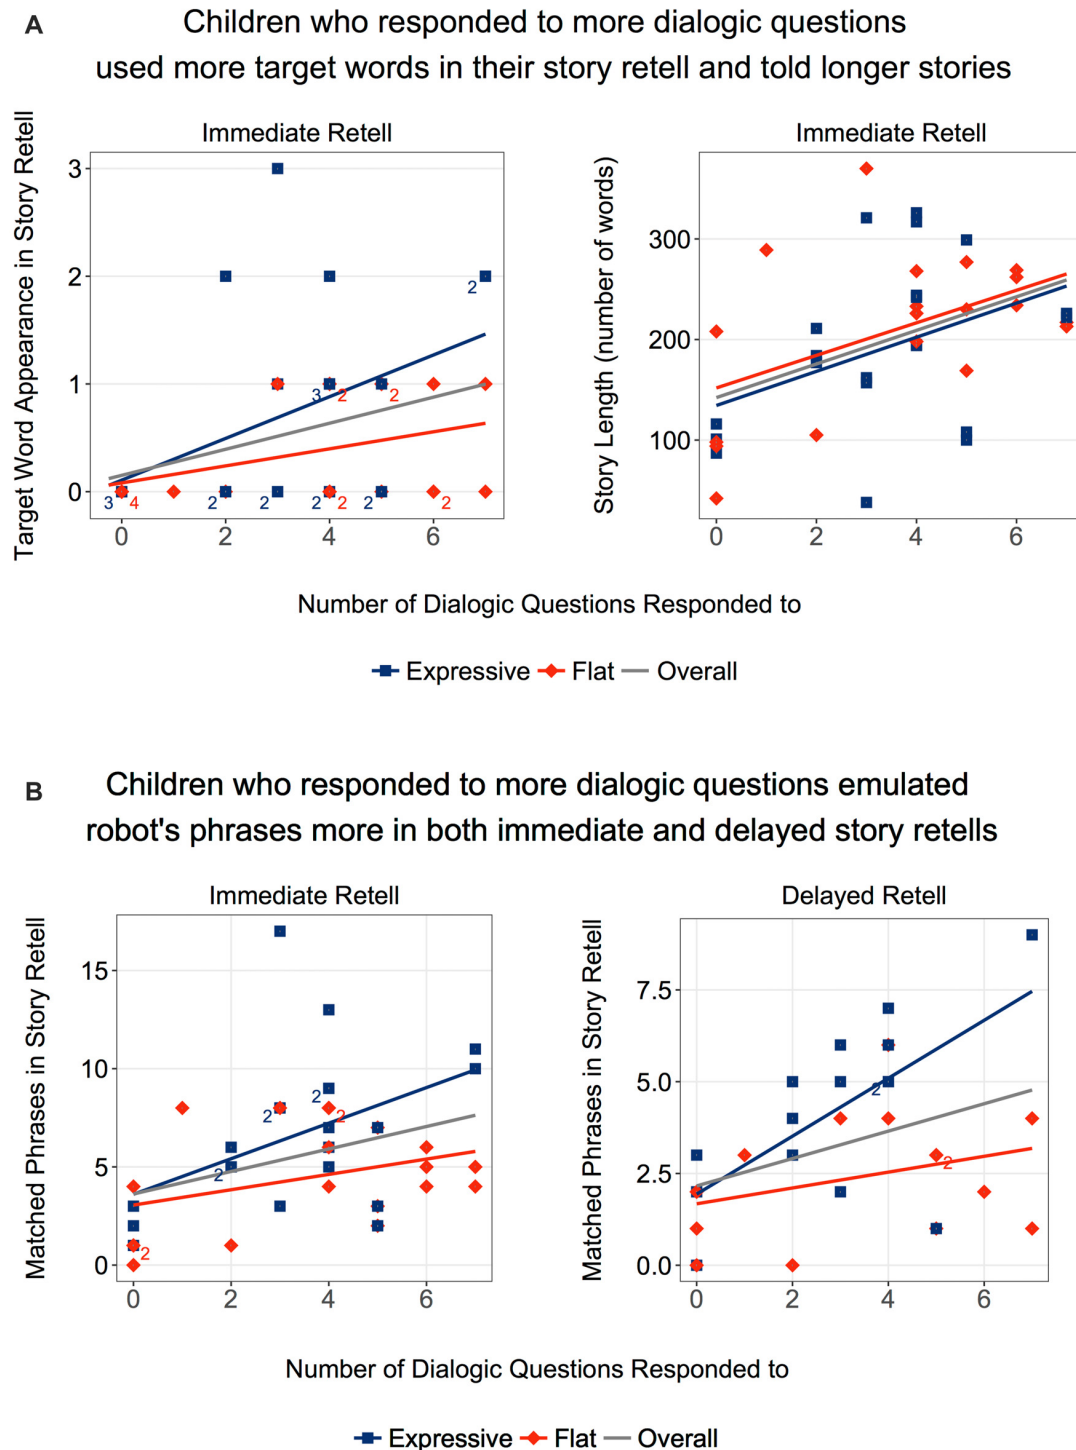 A
Children who responded to more dialogic questions
used more target words in their story retell and told longer stories
Immediate Retell
Target Word Appearance in Story Retell
3
2
1
0
2
3
2
2
3
4
2
2
2
2
2
2
0
2
4
6
Immediate Retell
Story Length (number of words)
300
200
100
0
2
4
6
Number of Dialogic Questions Responded to
Expressive Flat Overall
B
Children who responded to more dialogic questions emulated
robot's phrases more in both immediate and delayed story retells
Immediate Retell
Matched Phrases in Story Retell
15
10
5
0
2
2
2
2
2
0
2
4
6
Delayed Retell
Matched Phrases in Story Retell
7.5
5.0
2.5
0.0
2
2
0
2
4
6
Number of Dialogic Questions Responded to
Expressive Flat Overall